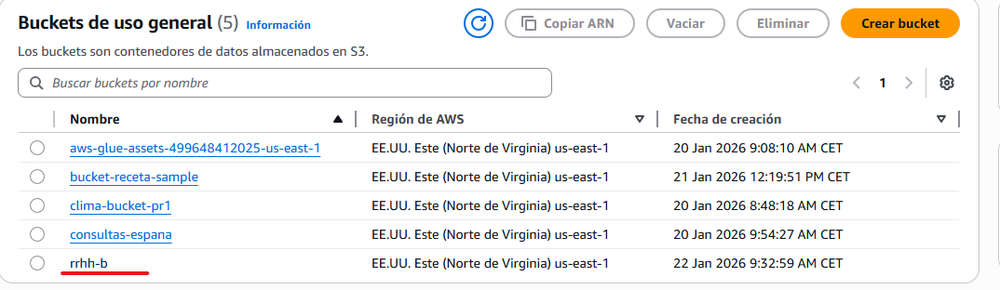 Buckets de uso general (5) Información
Copiar ARN Vaciar Eliminar Crear bucket
Los buckets son contenedores de datos almacenados en S3.
Buscar buckets por nombre
1
Nombre Región de AWS Fecha de creación
aws-glue-assets-499648412025-us-east-1 EE.UU. Este (Norte de Virginia) us-east-1 20 Jan 2026 9:08:10 AM CET
bucket-receta-sample EE.UU. Este (Norte de Virginia) us-east-1 21 Jan 2026 12:19:51 PM CET
clima-bucket-pr1 EE.UU. Este (Norte de Virginia) us-east-1 20 Jan 2026 8:48:18 AM CET
consultas-espana EE.UU. Este (Norte de Virginia) us-east-1 20 Jan 2026 9:54:27 AM CET
rrhh-b EE.UU. Este (Norte de Virginia) us-east-1 22 Jan 2026 9:32:59 AM CET